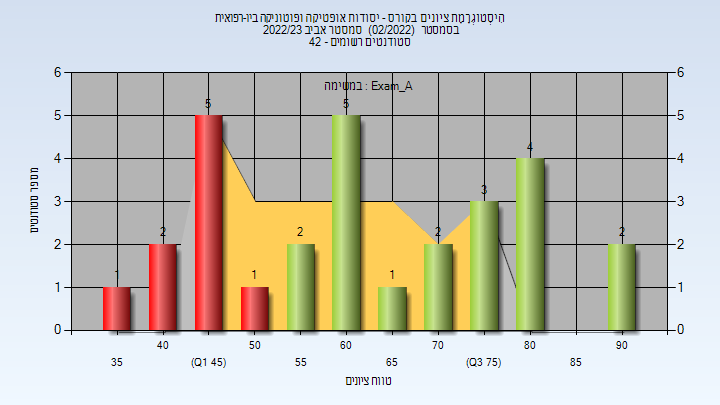 הִיסְטוֹגְרָמַת ציונים בקורס - יסודות אופטיקה ופוטוניקה ביו-רפואית
בסמסטר (02/2022) סמסטר אביב 2022/23
סטודנטים רשומים - 42
במשימה : Exam_A
מספר סטודנטים
6 6
5 5
4 4
3 3
2 2
1 1
0 0
1 2 5 1 2 5 1 2 3 4 2
40 50 60 70 80 90
35 (Q1 45) 55 65 (Q3 75) 85
טווח ציונים